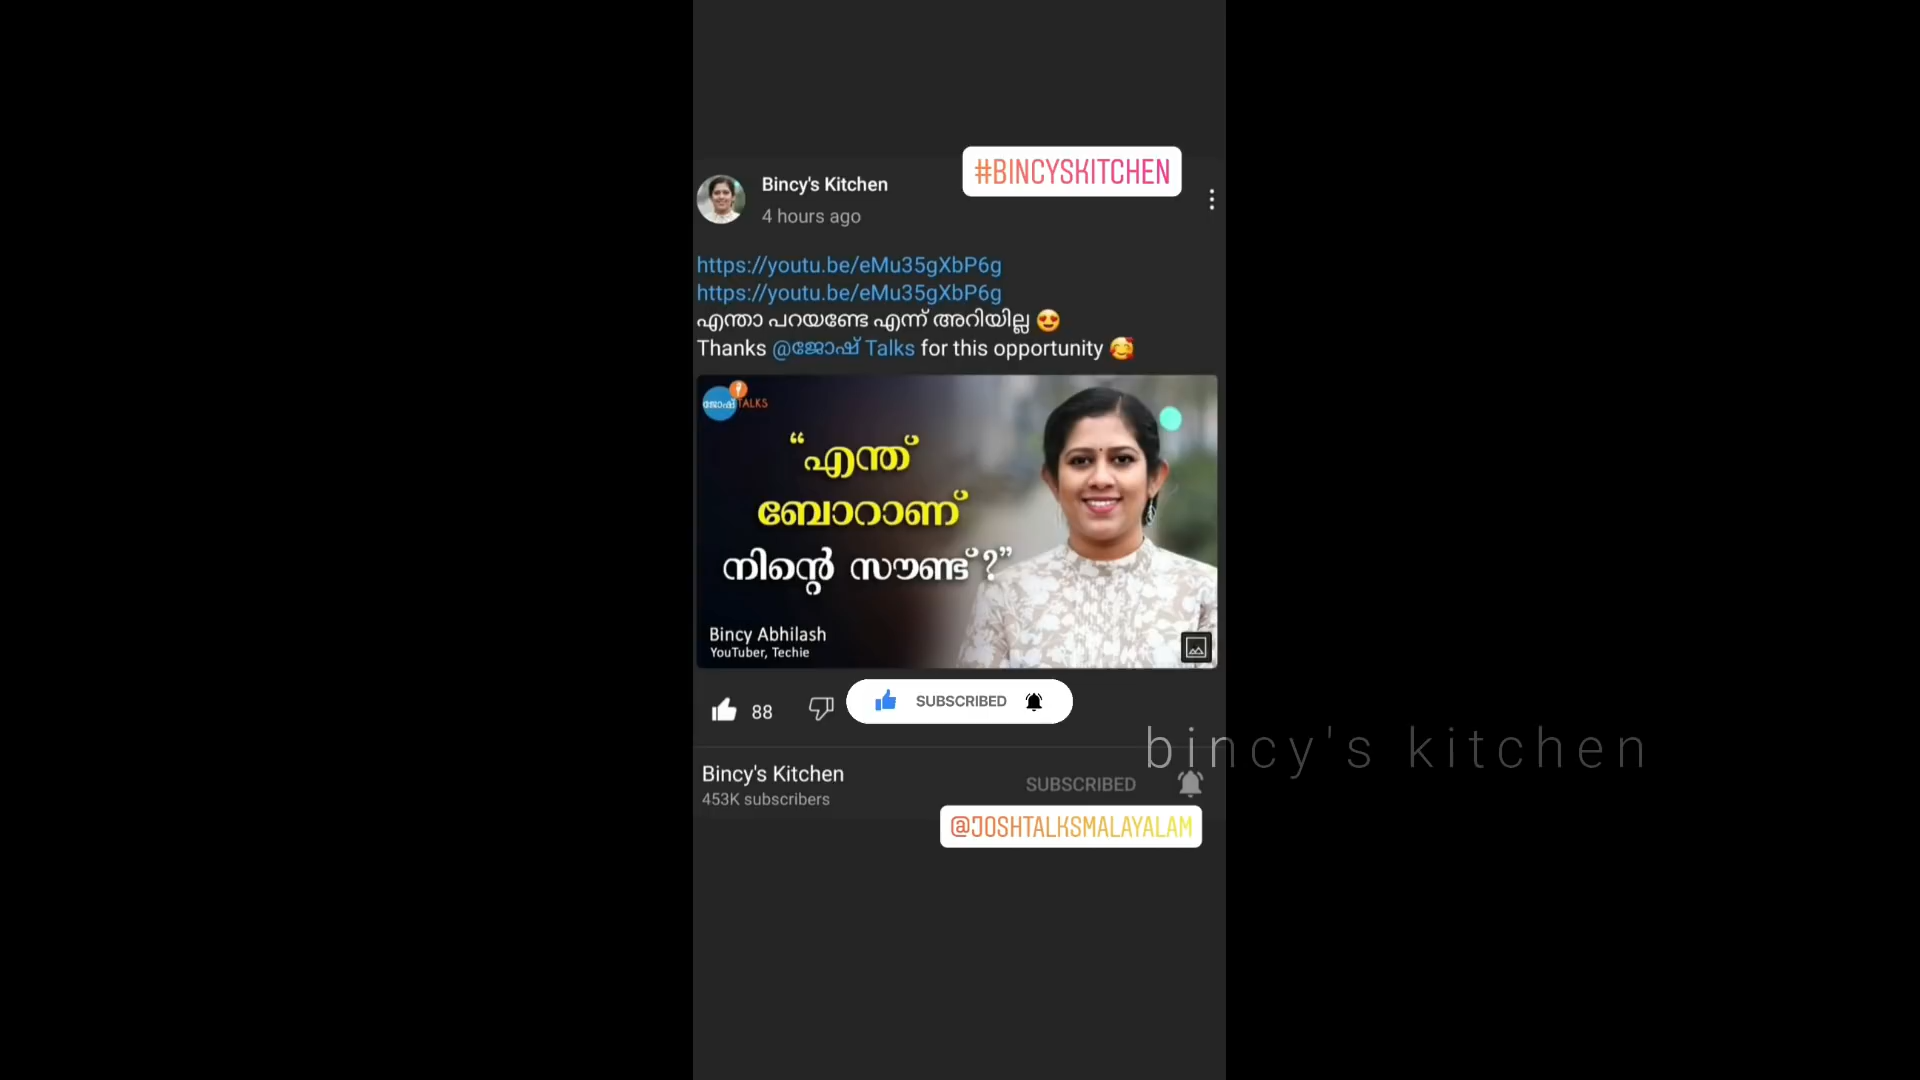 #BINCYSKITCHEN
Bincy's Kitchen
4 hours ago
https://youtu.be/eMu35gXbP6g
https://youtu.be/eMu35gXbP6g
എന്താ പറയണ്ടേ എന്ന് അറിയില്ല 😍
Thanks @ജോഷ് Talks for this opportunity 🥰
ജോഷ് TALKS
“എന്ത്
ബോറാണ്
നിന്റെ സൗണ്ട്?”
Bincy Abhilash
YouTuber, Techie
88
SUBSCRIBED
bincy's kitchen
Bincy's Kitchen
453K subscribers
SUBSCRIBED
@JOSHTALKSMALAYALAM